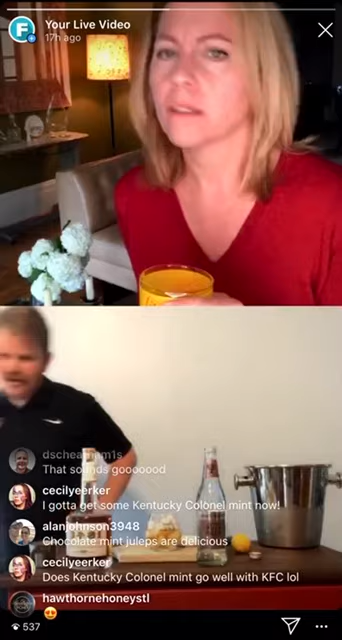 F
Your Live Video
17h ago
That sounds gooooood
cecilyeerker
I gotta get some Kentucky Colonel mint now!
alanjohnson3948
Chocolate mint juleps are delicious
cecilyeerker
Does Kentucky Colonel mint go well with KFC lol
hawthornehoneystl
😍
537